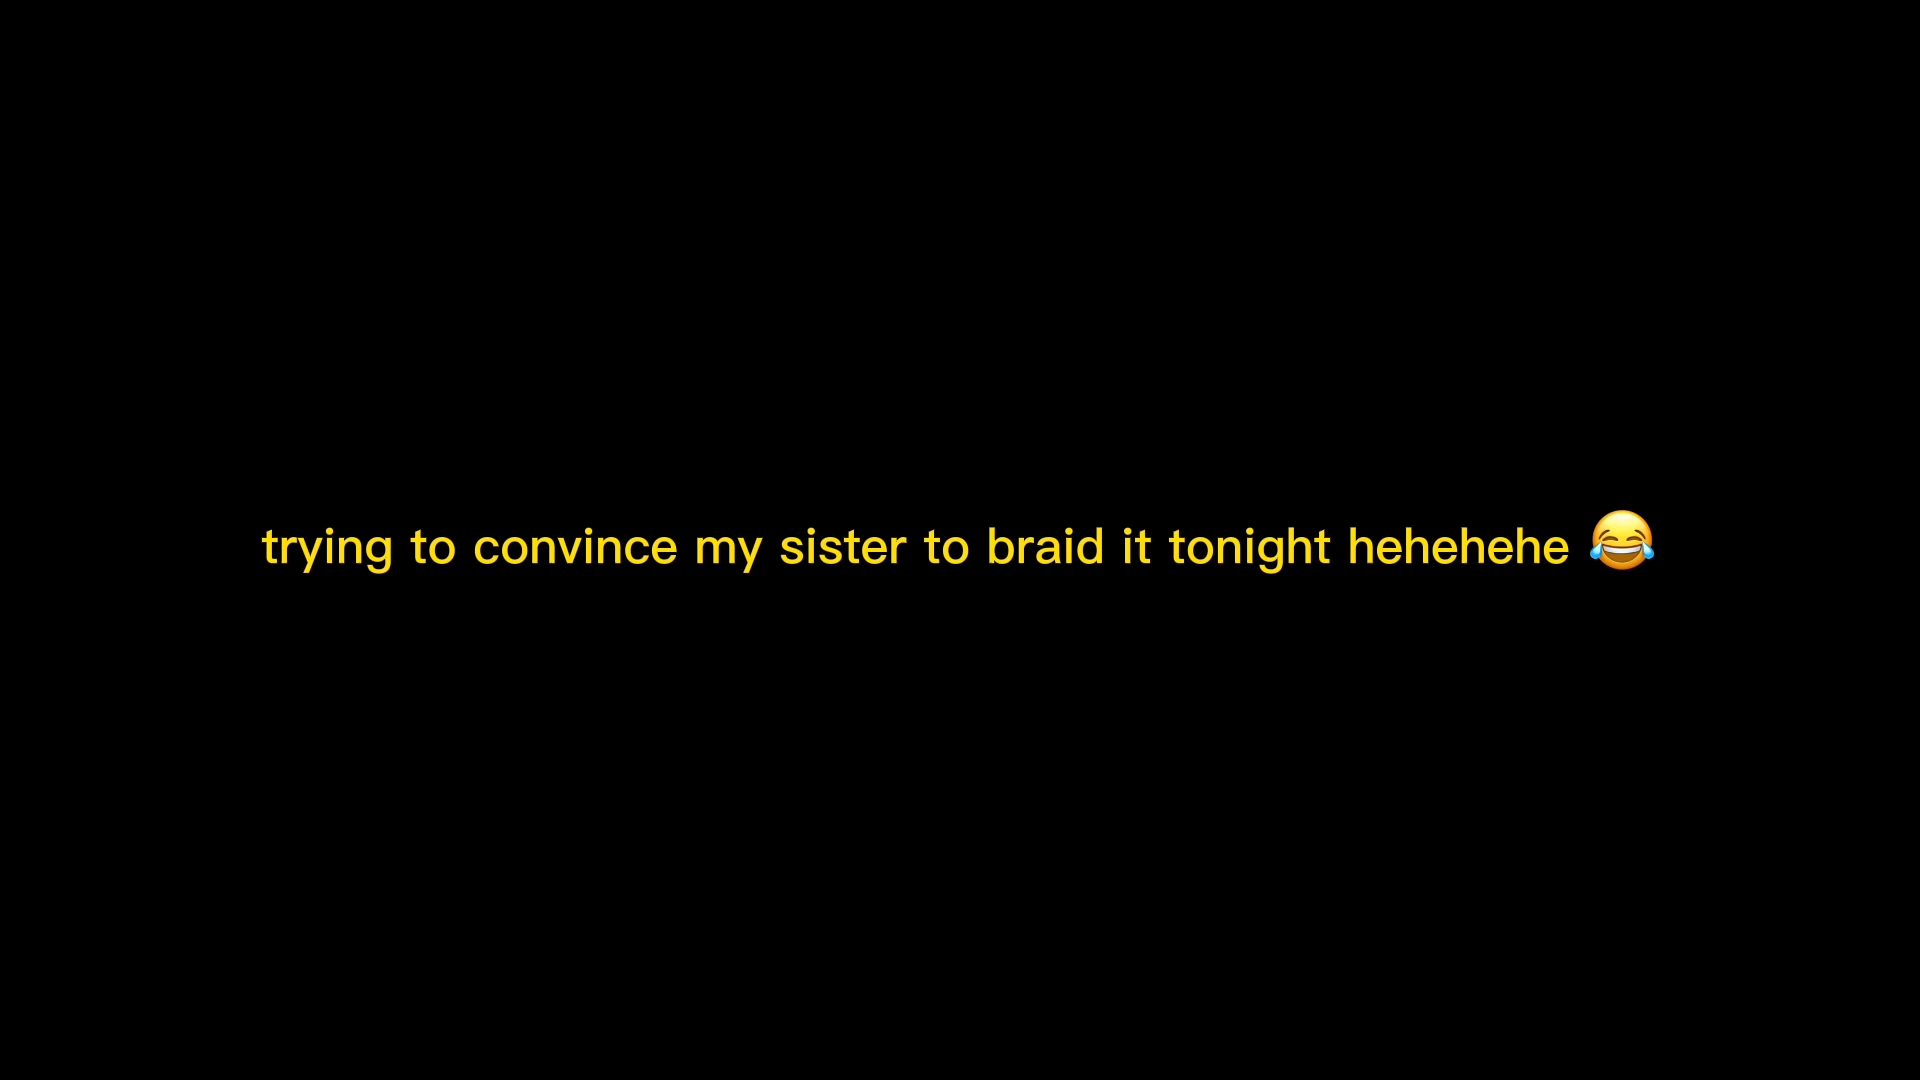 trying to convince my sister to braid it tonight hehehehe 😂